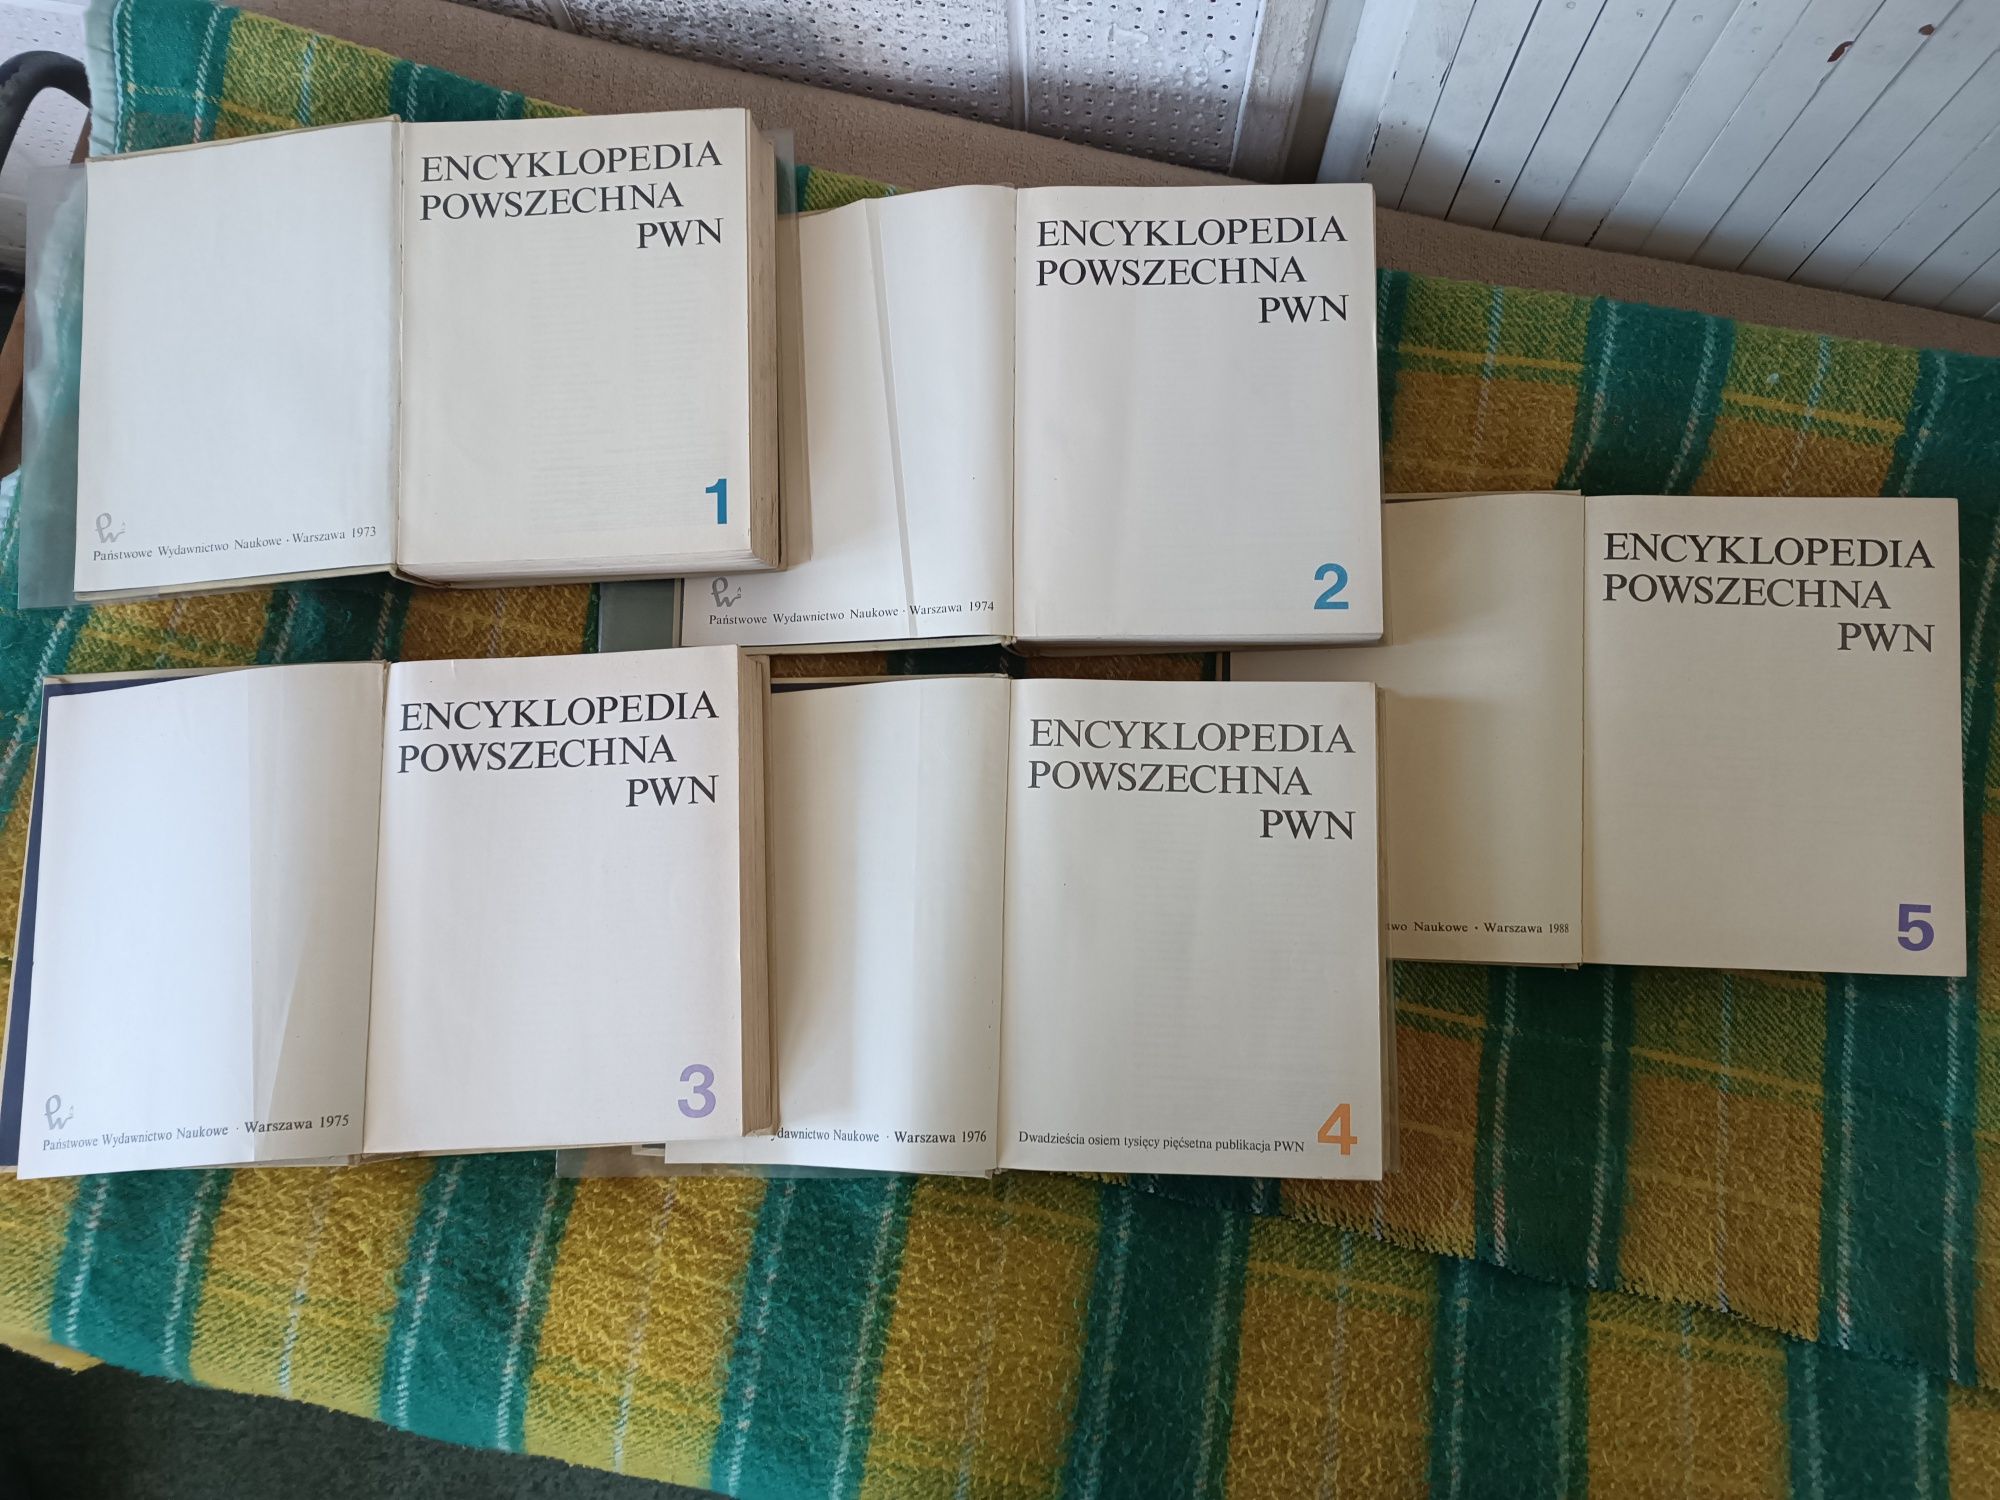 ENCYKLOPEDIA
POWSZECHNA
PWN
1
Państwowe Wydawnictwo Naukowe · Warszawa 1973
ENCYKLOPEDIA
POWSZECHNA
PWN
2
Państwowe Wydawnictwo Naukowe · Warszawa 1974
ENCYKLOPEDIA
POWSZECHNA
PWN
5
Naukowe · Warszawa 1988
ENCYKLOPEDIA
POWSZECHNA
PWN
3
Państwowe Wydawnictwo Naukowe · Warszawa 1975
ENCYKLOPEDIA
POWSZECHNA
PWN
4
Naukowe · Warszawa 1976
Dwadzieścia osiem tysięcy pięćsetna publikacja PWN